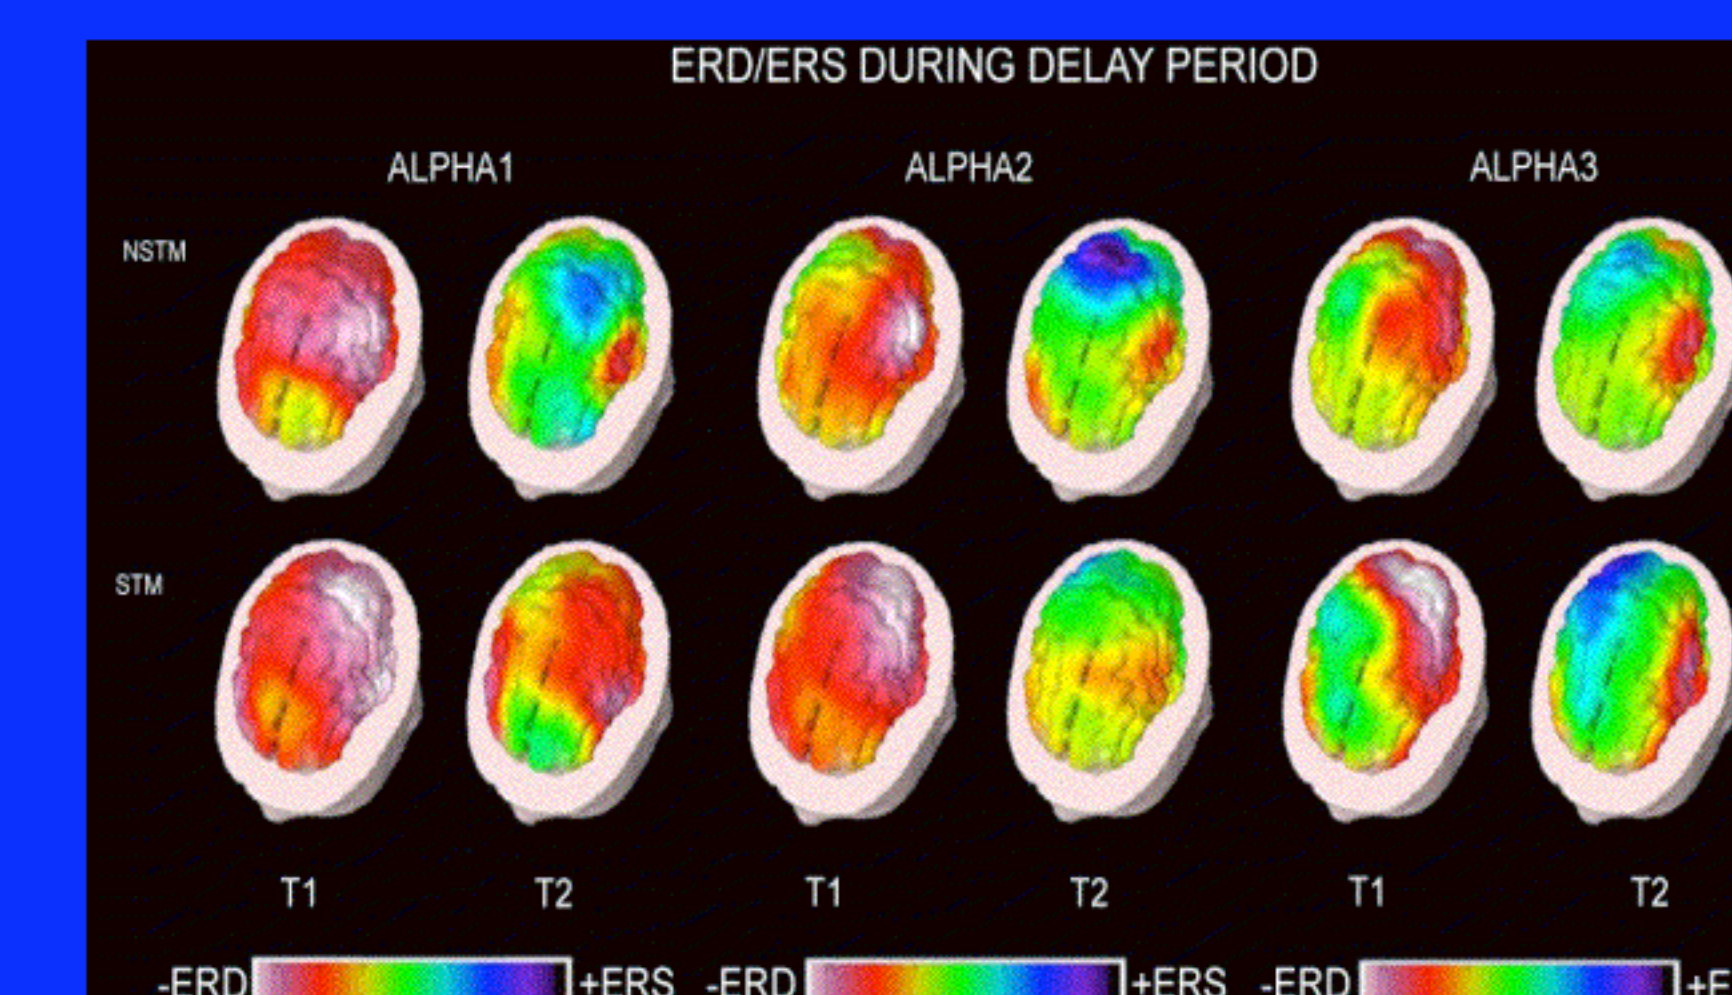 ERD/ERS DURING DELAY PERIOD
ALPHA1 ALPHA2 ALPHA3
NSTM
STM
T1 T2 T1 T2 T1 T2
-ERD +ERS -ERD +ERS -ERD